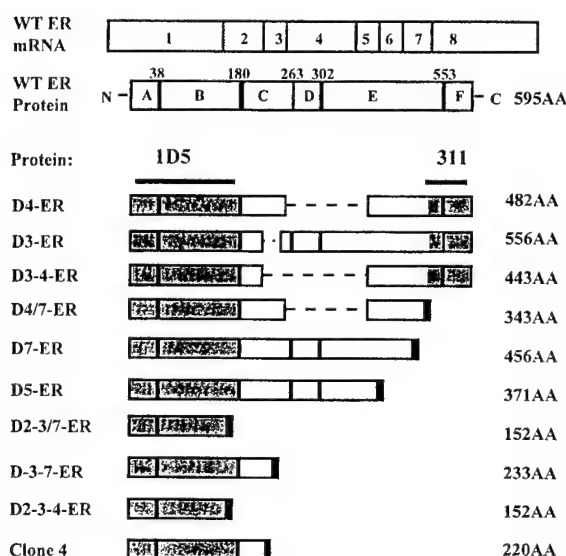 WT ER mRNA 1 2 3 4 5 6 7 8
38 180 263 302 553
WT ER Protein N – A B C D E F – C 595AA
Protein: 1D5 311
D4-ER 482AA
D3-ER 556AA
D3-4-ER 443AA
D4/7-ER 343AA
D7-ER 456AA
D5-ER 371AA
D2-3/7-ER 152AA
D-3-7-ER 233AA
D2-3-4-ER 152AA
Clone 4 220AA